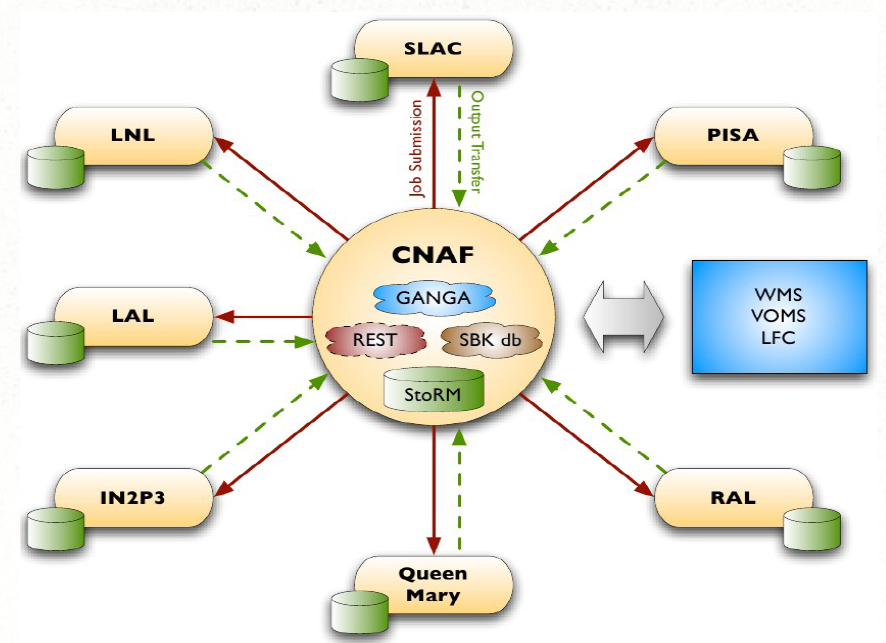 SLAC
Job Submission
Output Transfer
LNL
PISA
CNAF
GANGA
REST
SBK db
StoRM
LAL
WMS
VOMS
LFC
IN2P3
RAL
Queen
Mary